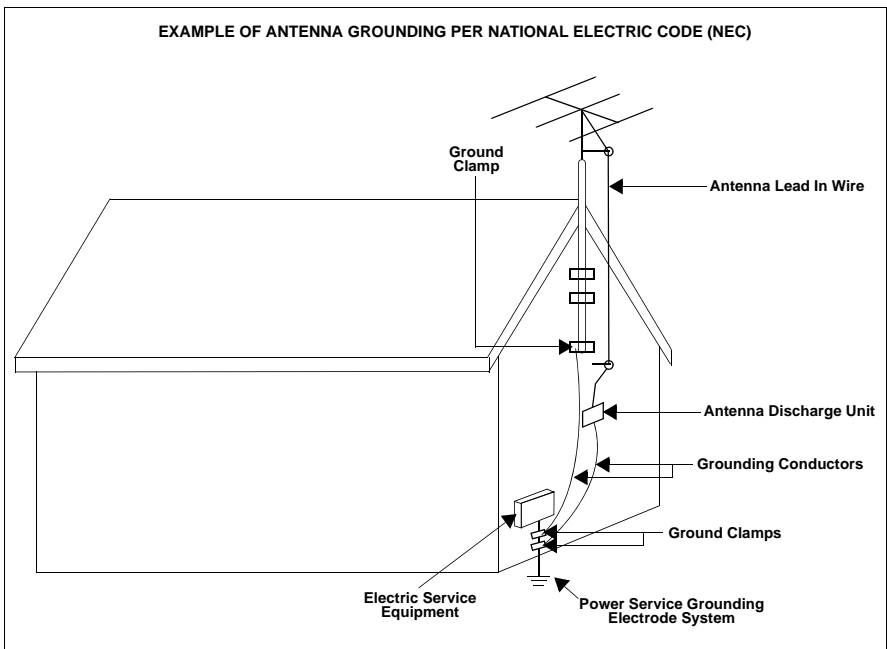 EXAMPLE OF ANTENNA GROUNDING PER NATIONAL ELECTRIC CODE (NEC)
Ground
Clamp
Antenna Lead In Wire
Antenna Discharge Unit
Grounding Conductors
Ground Clamps
Electric Service
Equipment
Power Service Grounding
Electrode System